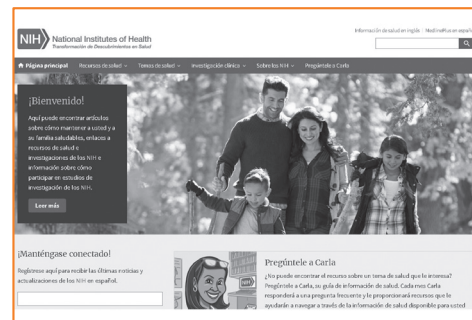 NIH
National Institutes of Health
Transformación de Descubrimientos en Salud
Información de salud en inglés | MedlinePlus en español
Página principal
Recursos de salud
Temas de salud
Investigación clínica
Sobre los NIH
Pregúntele a Carla
¡Bienvenido!
Aquí puede encontrar artículos
sobre cómo mantener a usted y a
su familia saludables, enlaces a
recursos de salud e
investigaciones de los NIH e
información sobre cómo
participar en estudios de
investigación de los NIH.
Leer más
¡Manténgase conectado!
Regístrese aquí para recibir las últimas noticias y
actualizaciones de los NIH en español.
NIH
Pregúntele a Carla
¿No puede encontrar el recurso sobre un tema de salud que le interesa?
Pregúntele a Carla, su guía de información de salud. Cada mes Carla
responderá a una pregunta frecuente y le proporcionará recursos que le
ayudarán a navegar a través de la información de salud disponible para usted